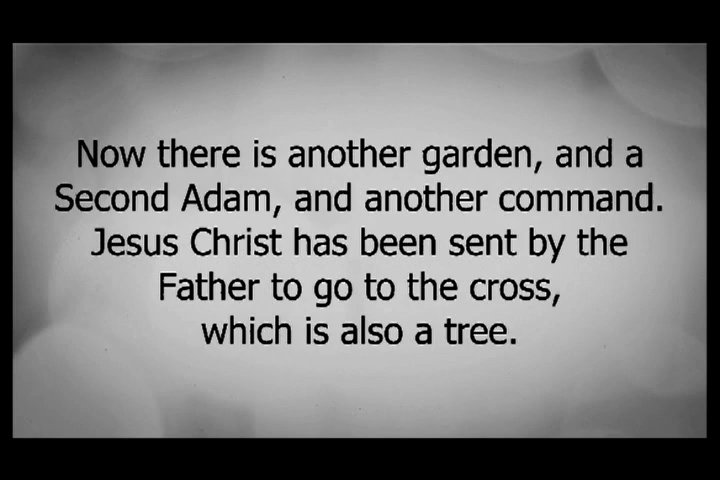 Now there is another garden, and a
Second Adam, and another command.
Jesus Christ has been sent by the
Father to go to the cross,
which is also a tree.